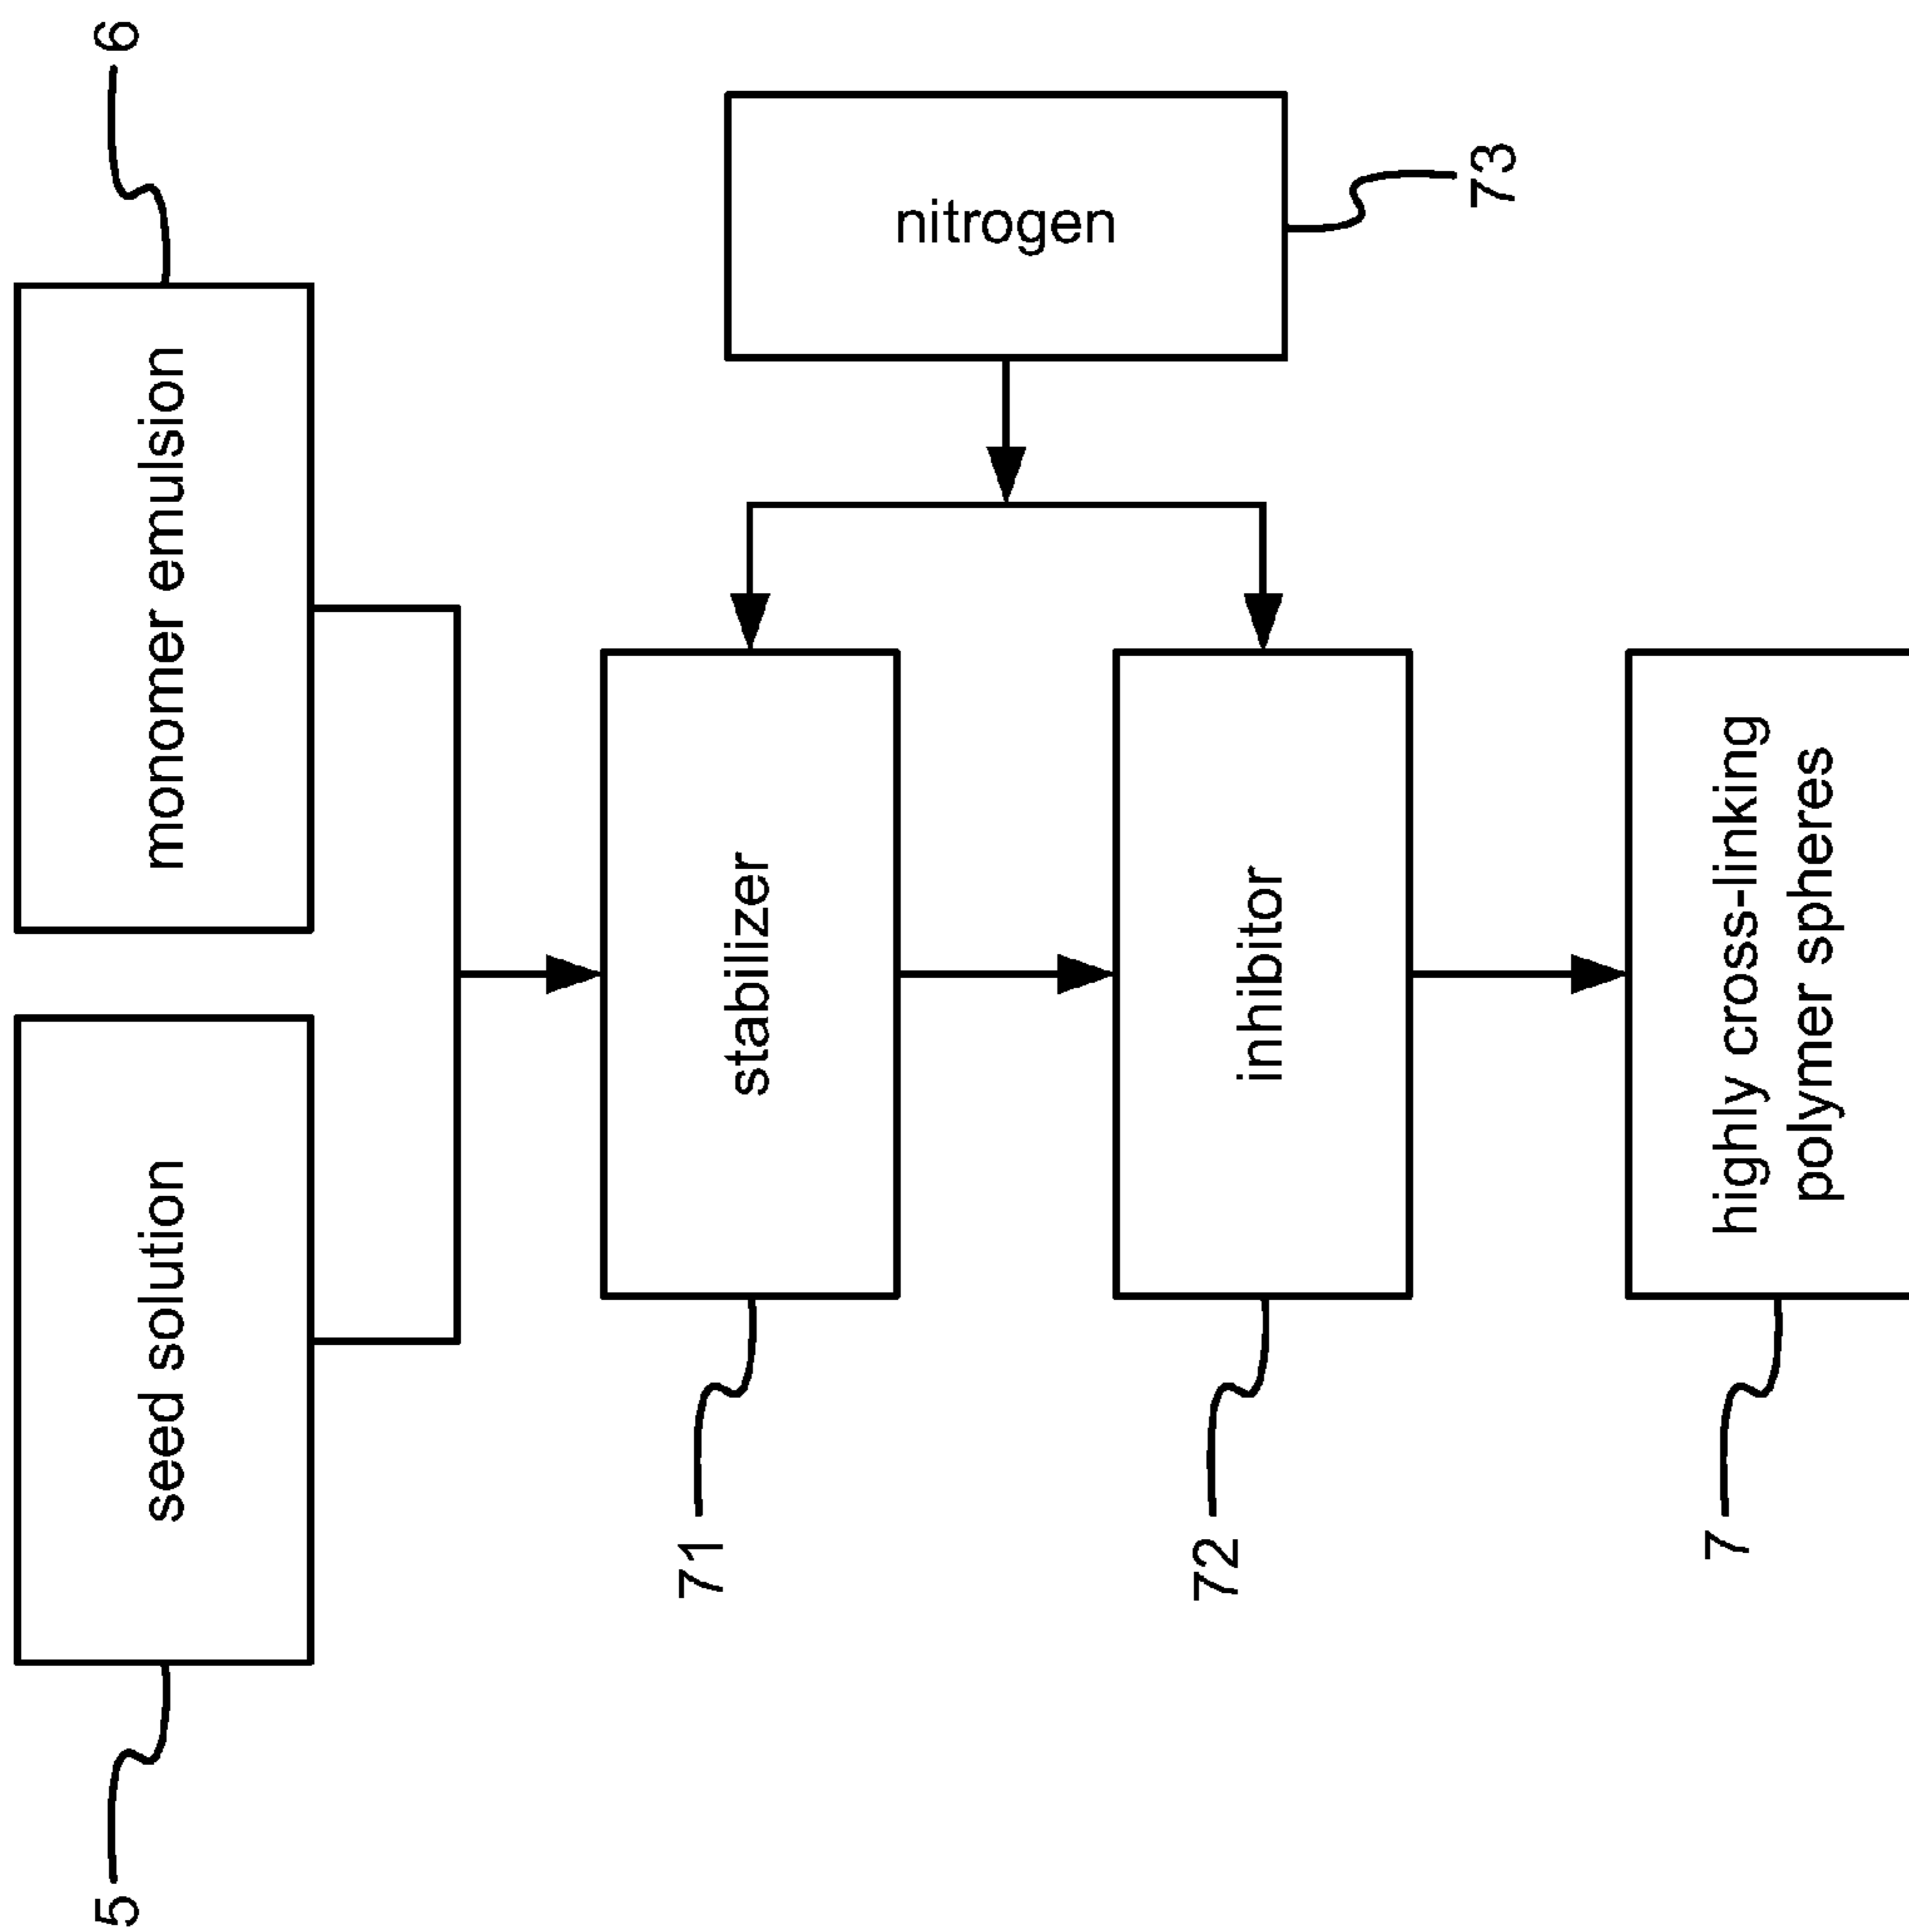 5
seed solution
monomer emulsion
6
71
stabilizer
nitrogen
73
72
inhibitor
7
highly cross-linking
polymer spheres